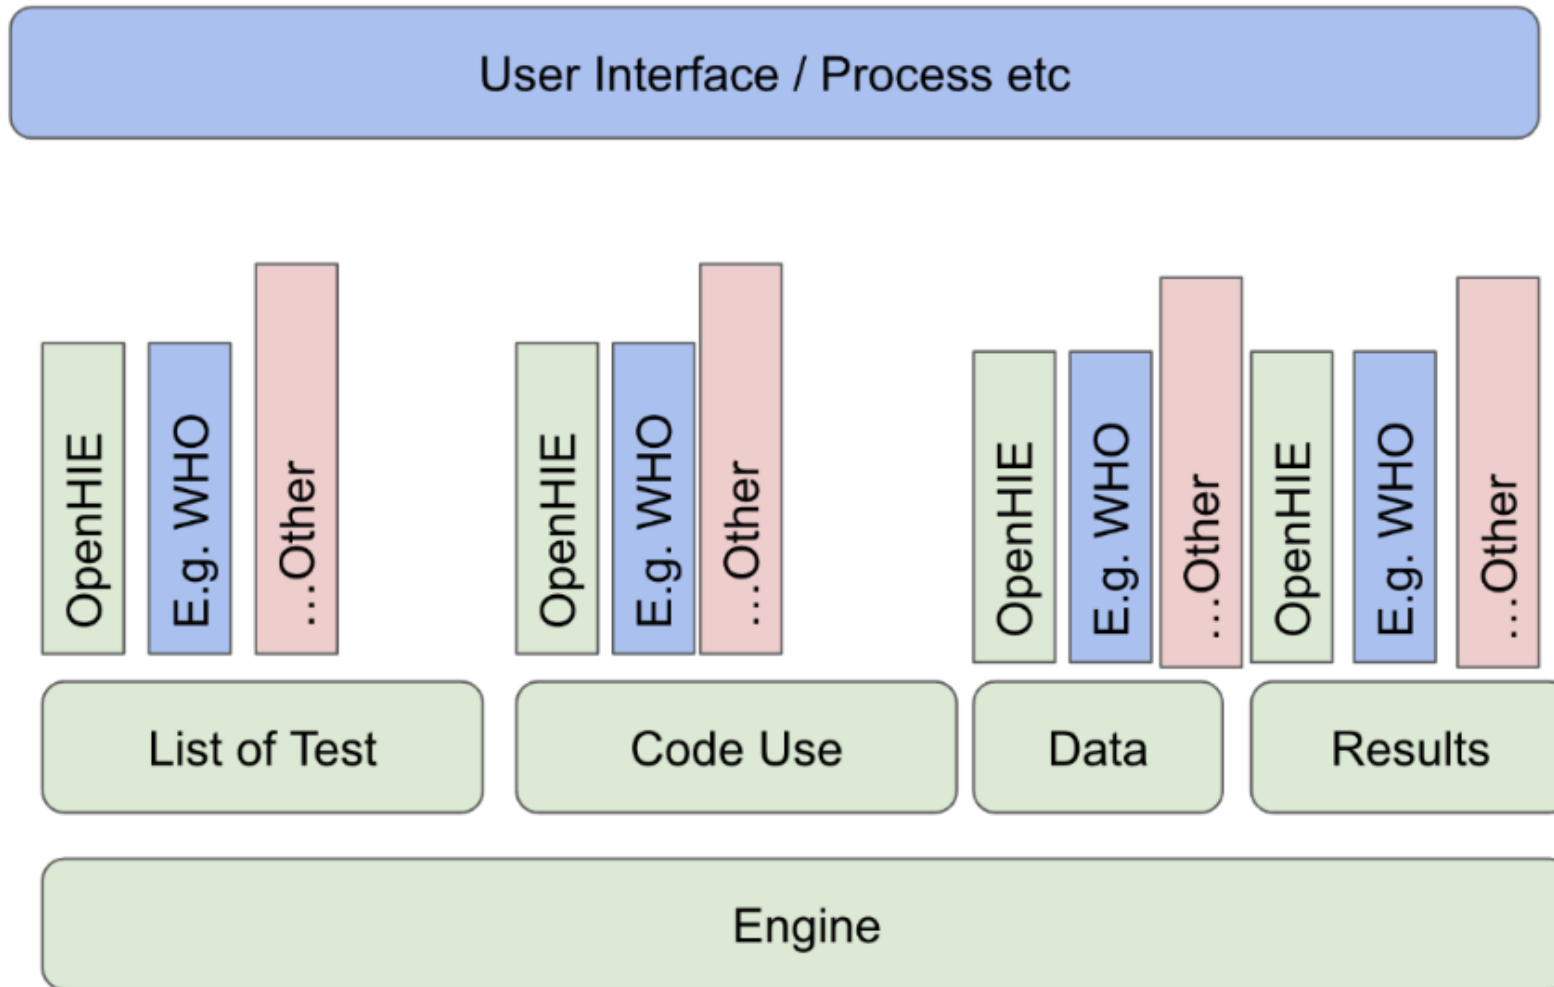 User Interface / Process etc
OpenHIE
E.g. WHO
...Other
OpenHIE
E.g. WHO
...Other
OpenHIE
E.g. WHO
...Other
OpenHIE
E.g. WHO
...Other
List of Test
Code Use
Data
Results
Engine